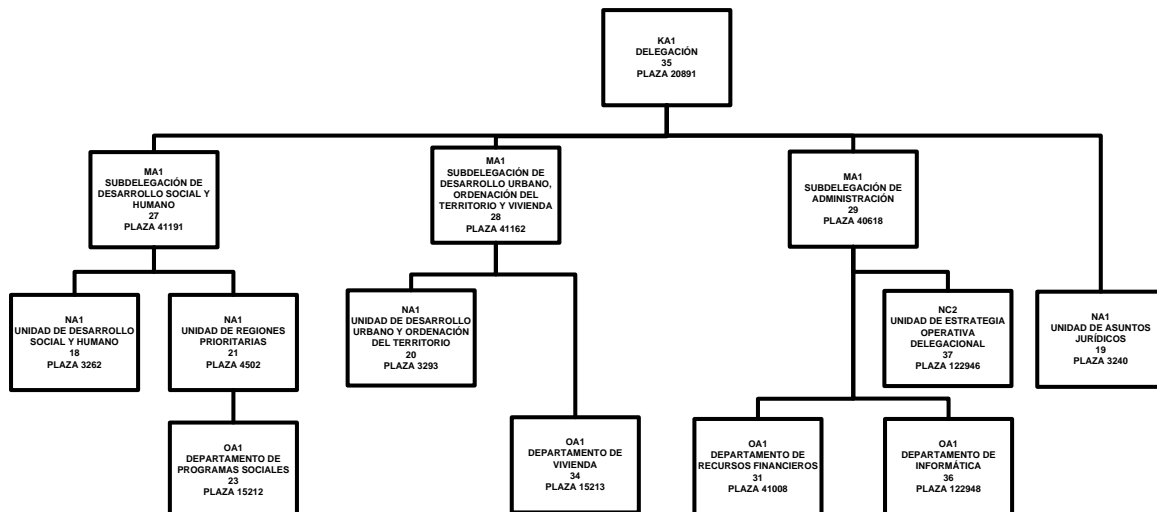 KA1
DELEGACIÓN
35
PLAZA 20891
MA1
SUBDELEGACIÓN DE
DESARROLLO SOCIAL Y
HUMANO
27
PLAZA 41191
MA1
SUBDELEGACIÓN DE
DESARROLLO URBANO,
ORDENACIÓN DEL
TERRITORIO Y VIVIENDA
28
PLAZA 41162
MA1
SUBDELEGACIÓN DE
ADMINISTRACIÓN
29
PLAZA 40618
NA1
UNIDAD DE DESARROLLO
SOCIAL Y HUMANO
18
PLAZA 3262
NA1
UNIDAD DE REGIONES
PRIORITARIAS
21
PLAZA 4502
NA1
UNIDAD DE DESARROLLO
URBANO Y ORDENACIÓN
DEL TERRITORIO
20
PLAZA 3293
NC2
UNIDAD DE ESTRATEGIA
OPERATIVA
DELEGACIONAL
37
PLAZA 122946
NA1
UNIDAD DE ASUNTOS
JURÍDICOS
19
PLAZA 3240
OA1
DEPARTAMENTO DE
PROGRAMAS SOCIALES
23
PLAZA 15212
OA1
DEPARTAMENTO DE
VIVIENDA
34
PLAZA 15213
OA1
DEPARTAMENTO DE
RECURSOS FINANCIEROS
31
PLAZA 41008
OA1
DEPARTAMENTO DE
INFORMÁTICA
36
PLAZA 122948